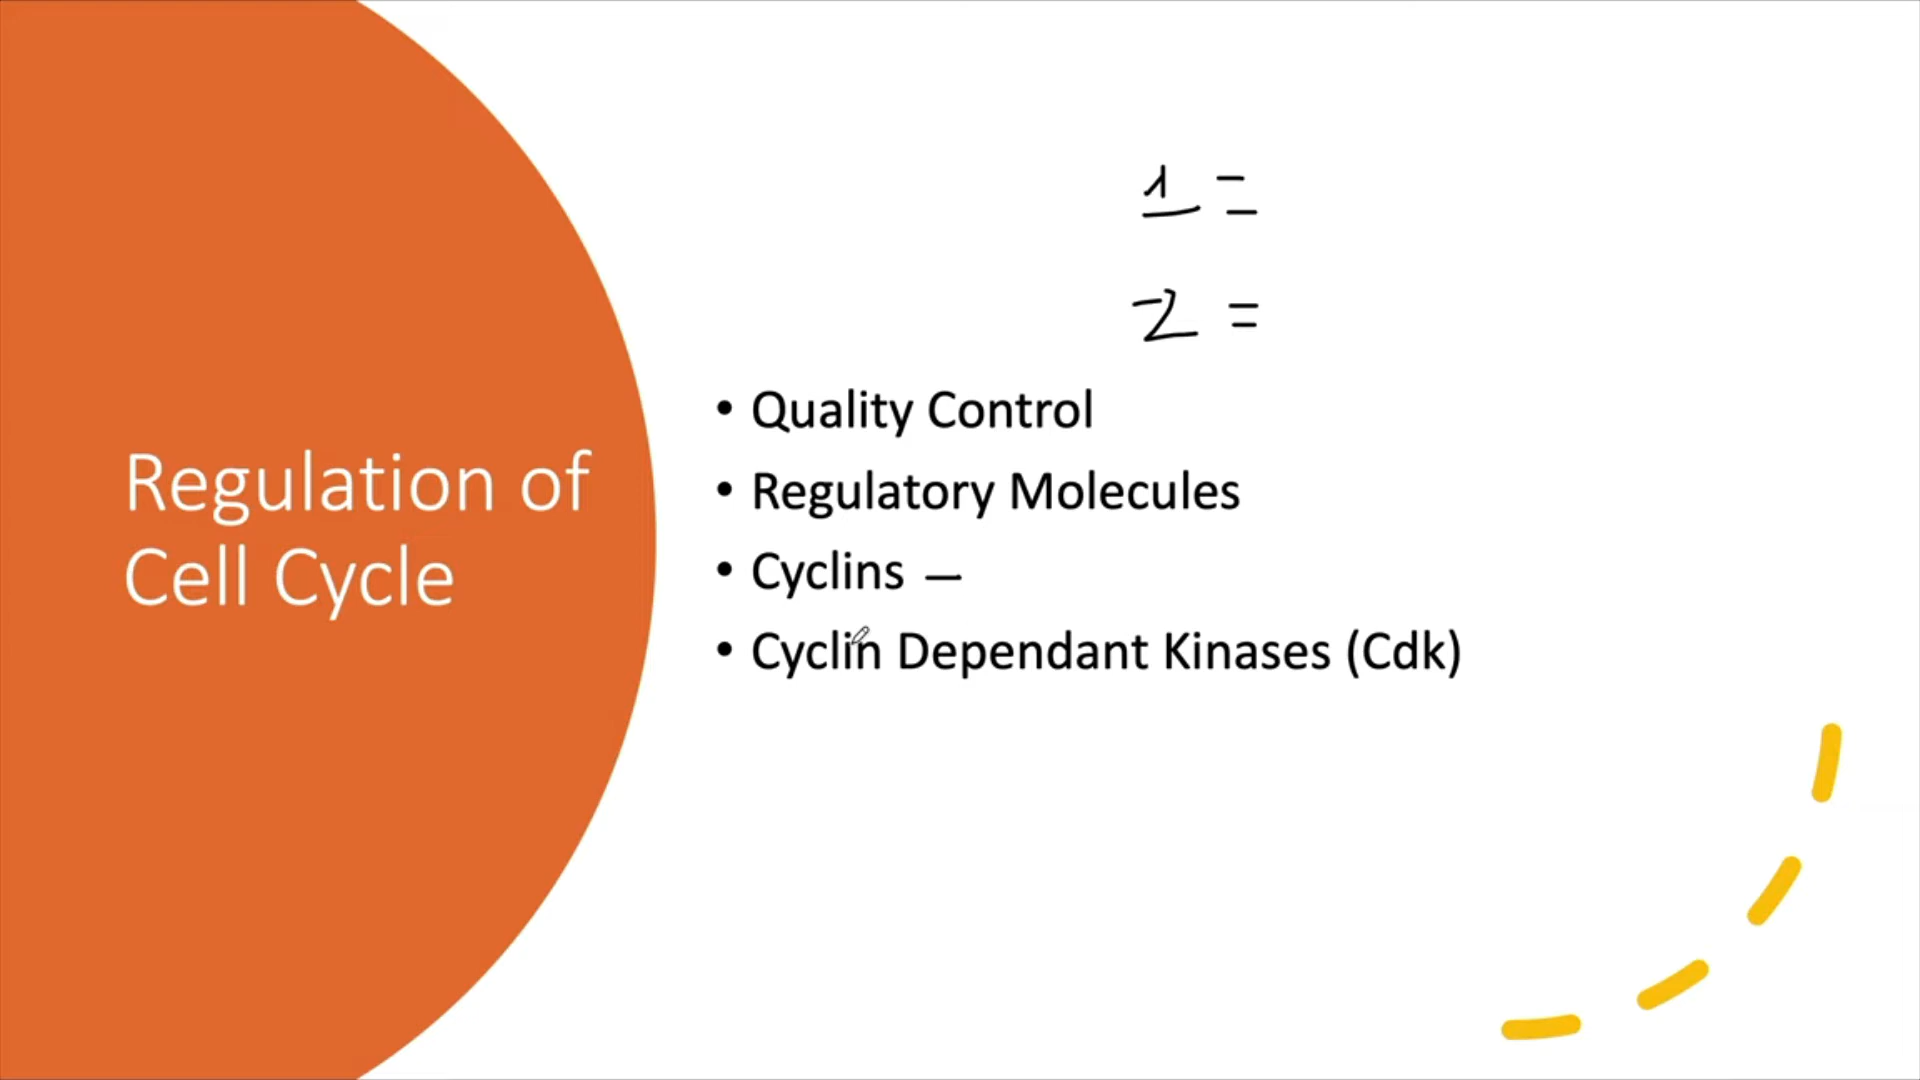 1 =
2 =
Regulation of
Cell Cycle
• Quality Control
• Regulatory Molecules
• Cyclins –
• Cyclin Dependant Kinases (Cdk)